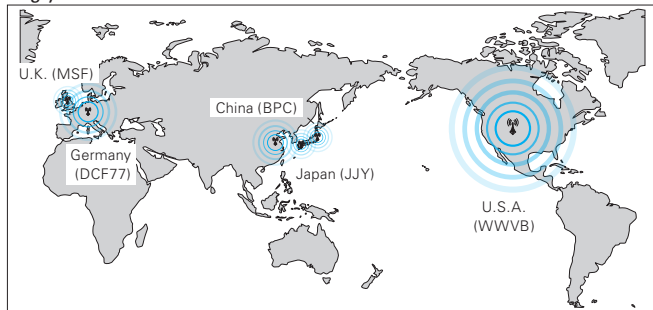 U.K. (MSF)
China (BPC)
Germany
(DCF77)
Japan (JJY)
U.S.A.
(WWVB)